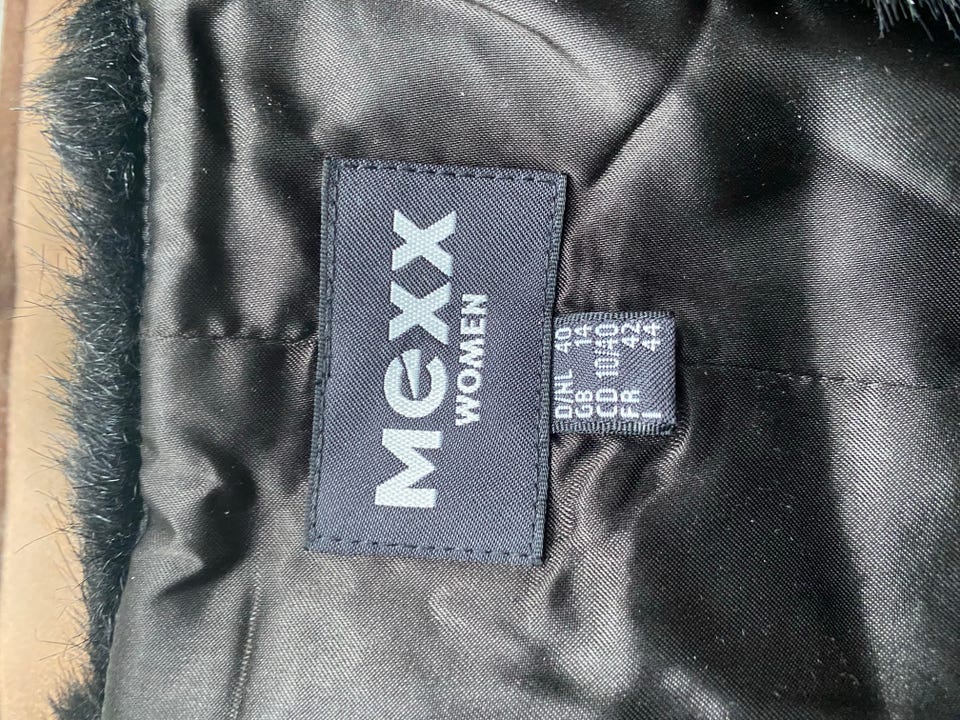 Mexx
WOMEN
D/NL 40
GB 14
CD 10/40
FR 42
I 44